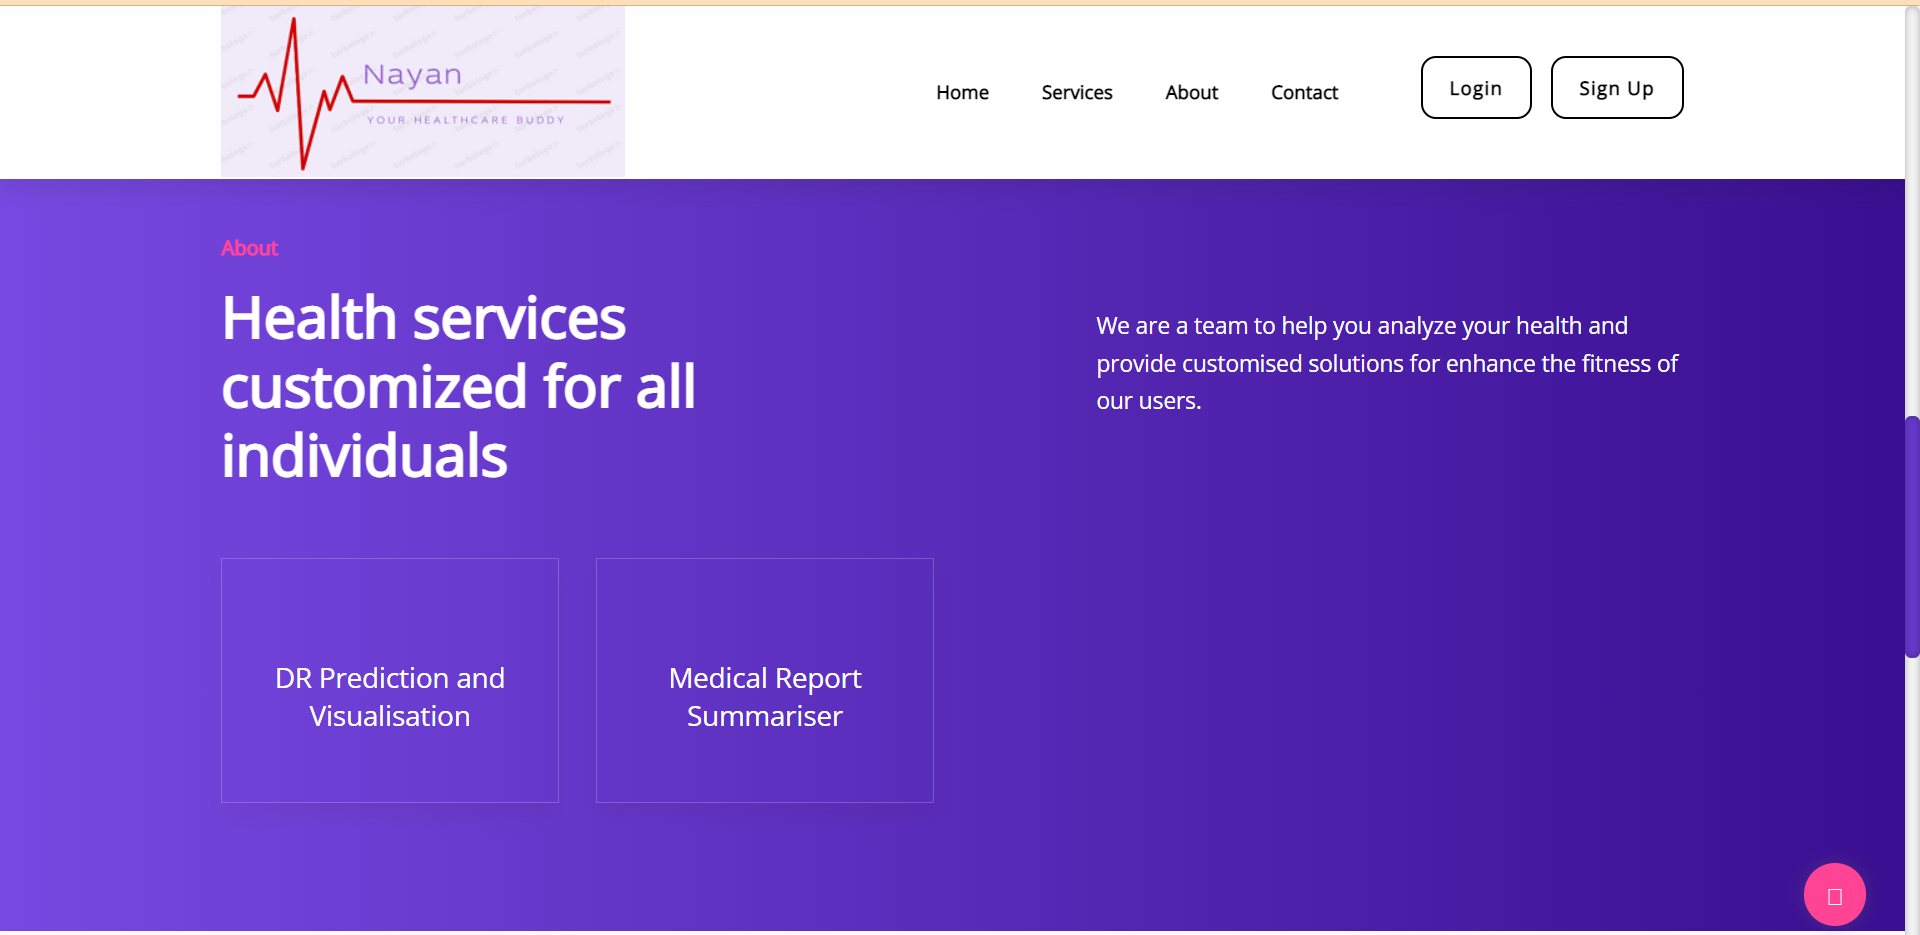 Nayan
YOUR HEALTHCARE BUDDY
Home
Services
About
Contact
Login
Sign Up
About
Health services
customized for all
individuals
We are a team to help you analyze your health and
provide customised solutions for enhance the fitness of
our users.
DR Prediction and
Visualisation
Medical Report
Summariser